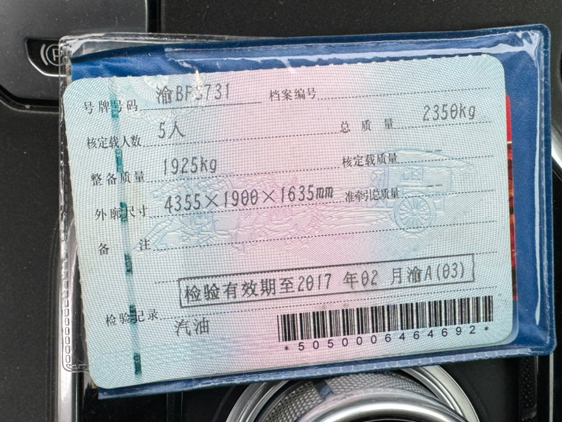 号牌号码 渝BP3731 档案编号
核定载人数 5人 总质量 2350kg
整备质量 1925kg 核定载质量 --
外廓尺寸 4355×1900×1635mm 准牵引总质量 --
备注
检验有效期至2017 年02 月渝A(03)
检验记录 汽油
*5050006464692*